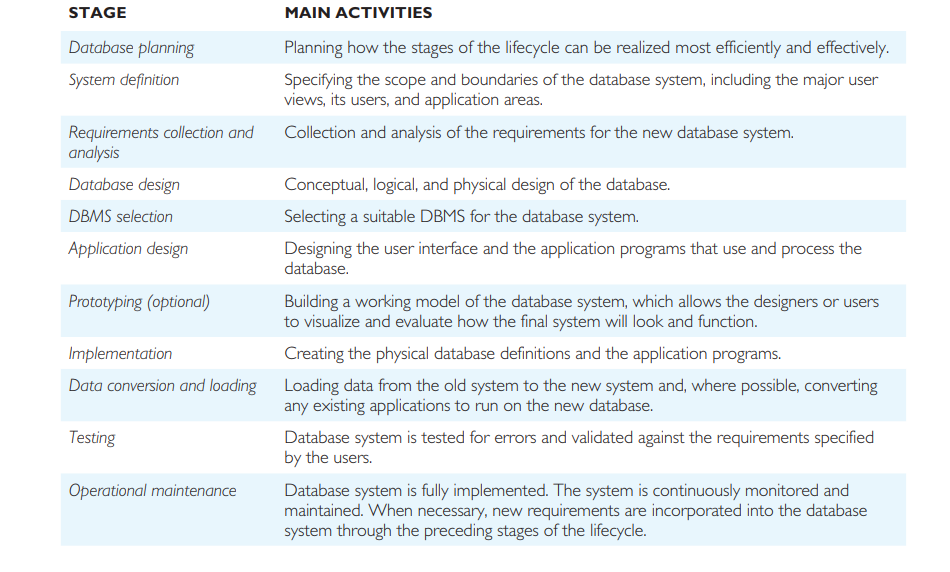 STAGE MAIN ACTIVITIES
Database planning Planning how the stages of the lifecycle can be realized most efficiently and effectively.
System definition Specifying the scope and boundaries of the database system, including the major user
views, its users, and application areas.
Requirements collection and Collection and analysis of the requirements for the new database system.
analysis
Database design Conceptual, logical, and physical design of the database.
DBMS selection Selecting a suitable DBMS for the database system.
Application design Designing the user interface and the application programs that use and process the
database.
Prototyping (optional) Building a working model of the database system, which allows the designers or users
to visualize and evaluate how the final system will look and function.
Implementation Creating the physical database definitions and the application programs.
Data conversion and loading Loading data from the old system to the new system and, where possible, converting
any existing applications to run on the new database.
Testing Database system is tested for errors and validated against the requirements specified
by the users.
Operational maintenance Database system is fully implemented. The system is continuously monitored and
maintained. When necessary, new requirements are incorporated into the database
system through the preceding stages of the lifecycle.